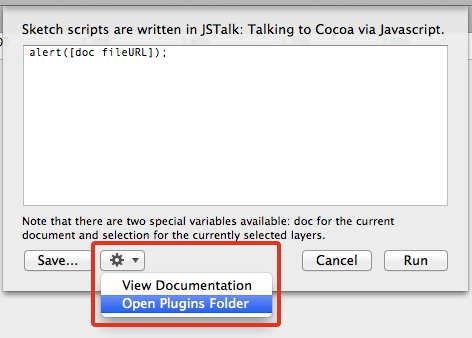 Sketch scripts are written in JSTalk: Talking to Cocoa via Javascript.
alert([doc fileURL]);
Note that there are two special variables available: doc for the current
document and selection for the currently selected layers.
Save...
Cancel
Run
View Documentation
Open Plugins Folder